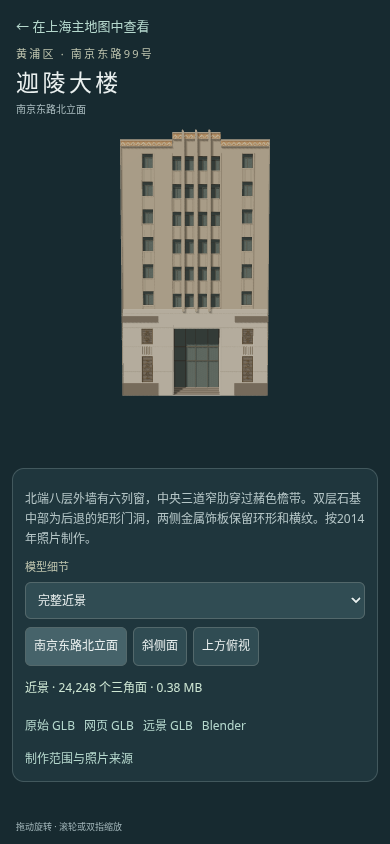 ← 在上海主地图中查看
黄浦区 · 南京东路99号
迦陵大楼
南京东路北立面
北端八层外墙有六列窗，中央三道窄肋穿过赭色檐带。双层石基
中部为后退的矩形门洞，两侧金属饰板保留环形和横纹。按2014
年照片制作。
模型细节
完整近景
南京东路北立面 斜侧面 上方俯视
近景 · 24,248 个三角面 · 0.38 MB
原始 GLB 网页 GLB 远景 GLB Blender
制作范围与照片来源
拖动旋转 · 滚轮或双指缩放